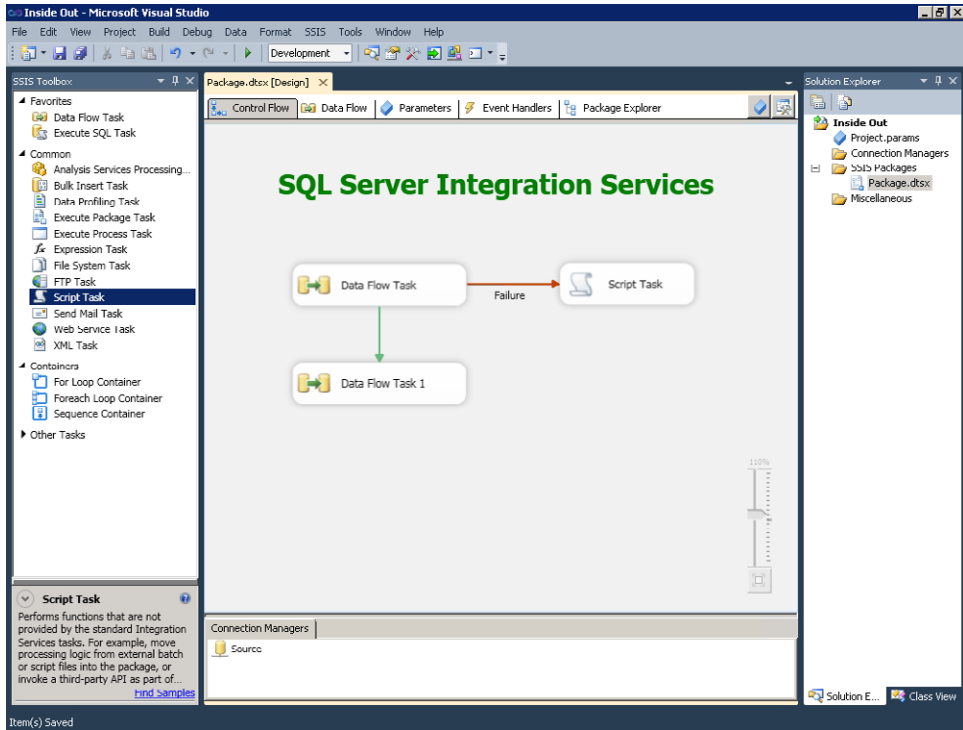 Inside Out - Microsoft Visual Studio
File Edit View Project Build Debug Data Format SSIS Tools Window Help
Development
SSIS Toolbox
Favorites
Data Flow Task
Execute SQL Task
Common
Analysis Services Processing...
Bulk Insert Task
Data Profiling Task
Execute Package Task
Execute Process Task
Expression Task
File System Task
FTP Task
Script Task
Send Mail Task
Web Service Task
XML Task
Containers
For Loop Container
Foreach Loop Container
Sequence Container
Other Tasks
Script Task
Performs functions that are not
provided by the standard Integration
Services tasks. For example, move
processing logic from external batch
or script files into the package, or
invoke a third-party API as part of...
Find Samples
Package.dtsx [Design]
Control Flow Data Flow Parameters Event Handlers Package Explorer
SQL Server Integration Services
Data Flow Task
Failure
Script Task
Data Flow Task 1
110%
Connection Managers
Source
Solution Explorer
Inside Out
Project.params
Connection Managers
SSIS Packages
Package.dtsx
Miscellaneous
Solution E... Class View
Item(s) Saved